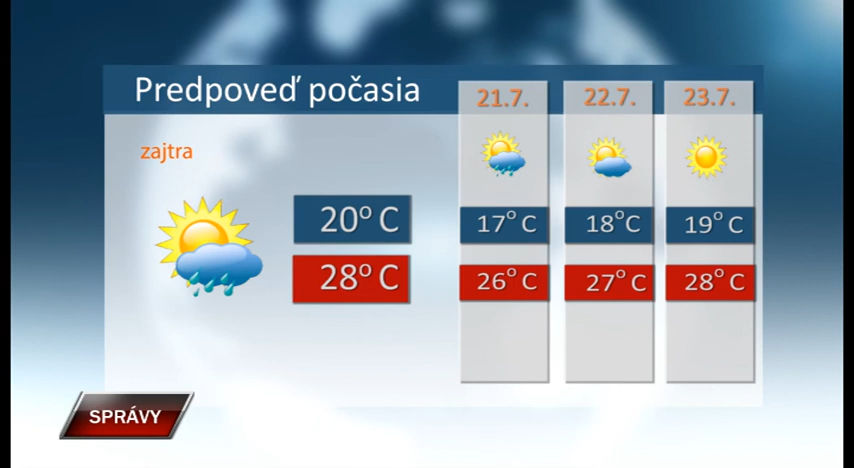 Predpoveď počasia
zajtra
20° C
28° C
21.7. 22.7. 23.7.
17° C 18°C 19° C
26° C 27° C 28° C
SPRÁVY